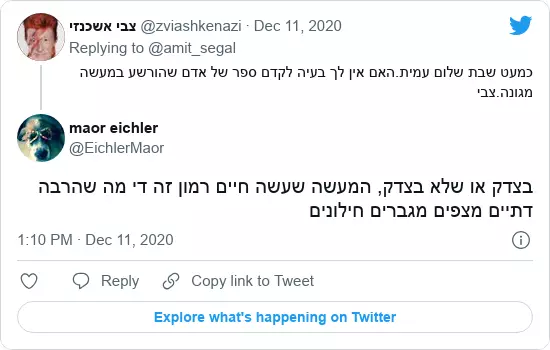 צבי אשכנזי @zviashkenazi · Dec 11, 2020
Replying to @amit_segal
כמעט שבת שלום עמית.האם אין לך בעיה לקדם ספר של אדם שהורשע במעשה
מגונה.צבי
maor eichler
@EichlerMaor
בצדק או שלא בצדק, המעשה שעשה חיים רמון זה די מה שהרבה
דתיים מצפים מגברים חילונים
1:10 PM · Dec 11, 2020
Reply Copy link to Tweet
Explore what's happening on Twitter